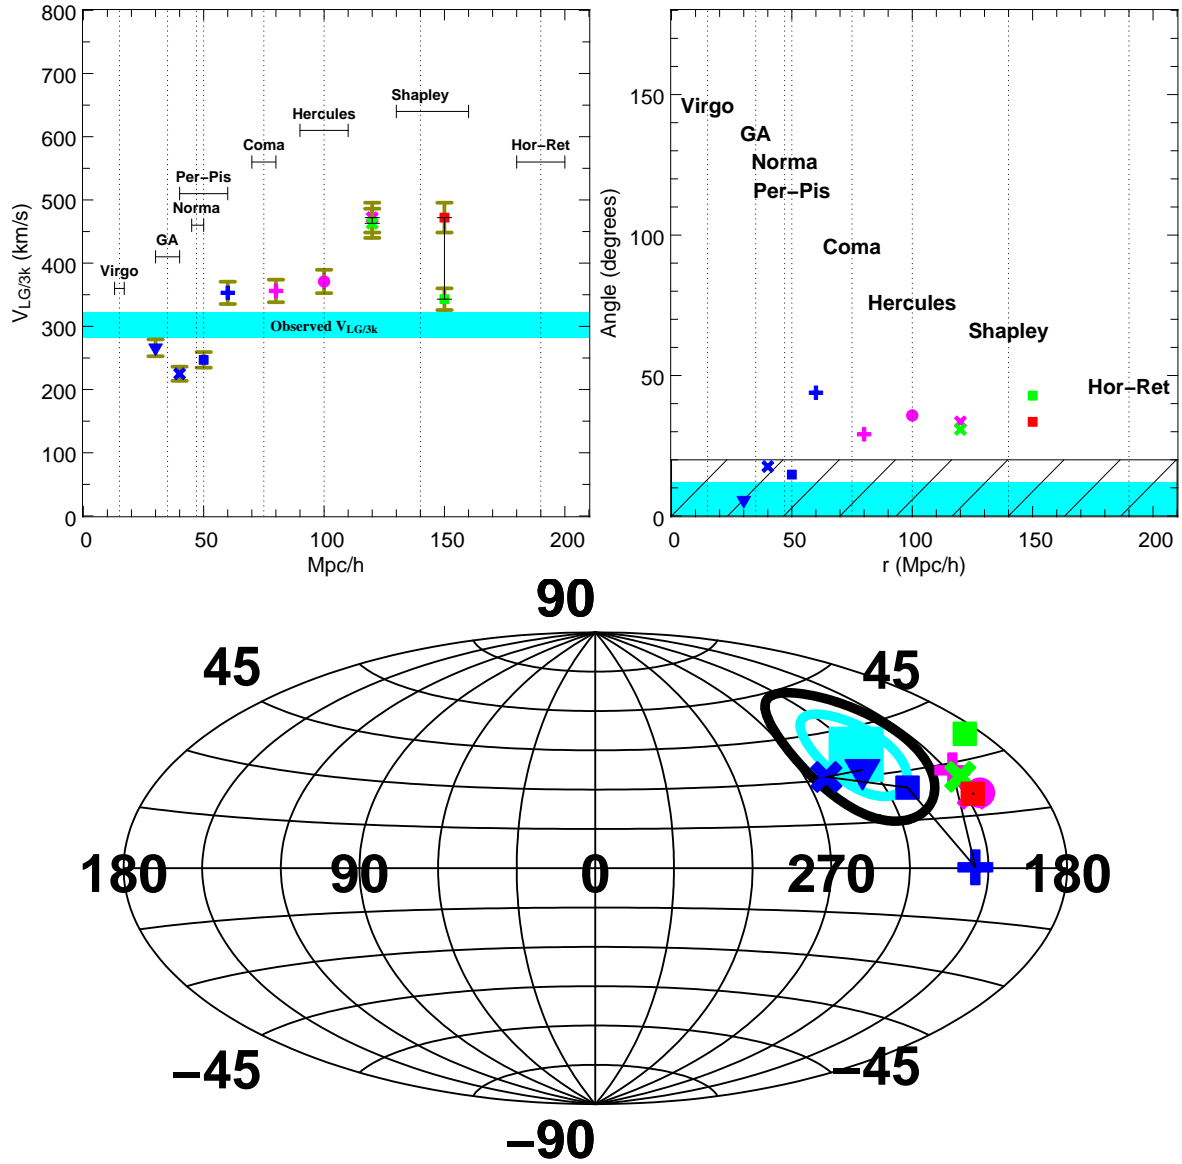 800
700
600
500
400
300
200
100
0
V_LG/3k (km/s)
Shapley
Hercules
Coma
Hor−Ret
Per−Pis
Norma
GA
Virgo
Observed V_LG/3k
0 50 100 150 200
Mpc/h
150
100
50
0
Angle (degrees)
Virgo
GA
Norma
Per−Pis
Coma
Hercules
Shapley
Hor−Ret
0 50 100 150 200
r (Mpc/h)
90
45 45
180 90 0 270 180
−45 −45
−90